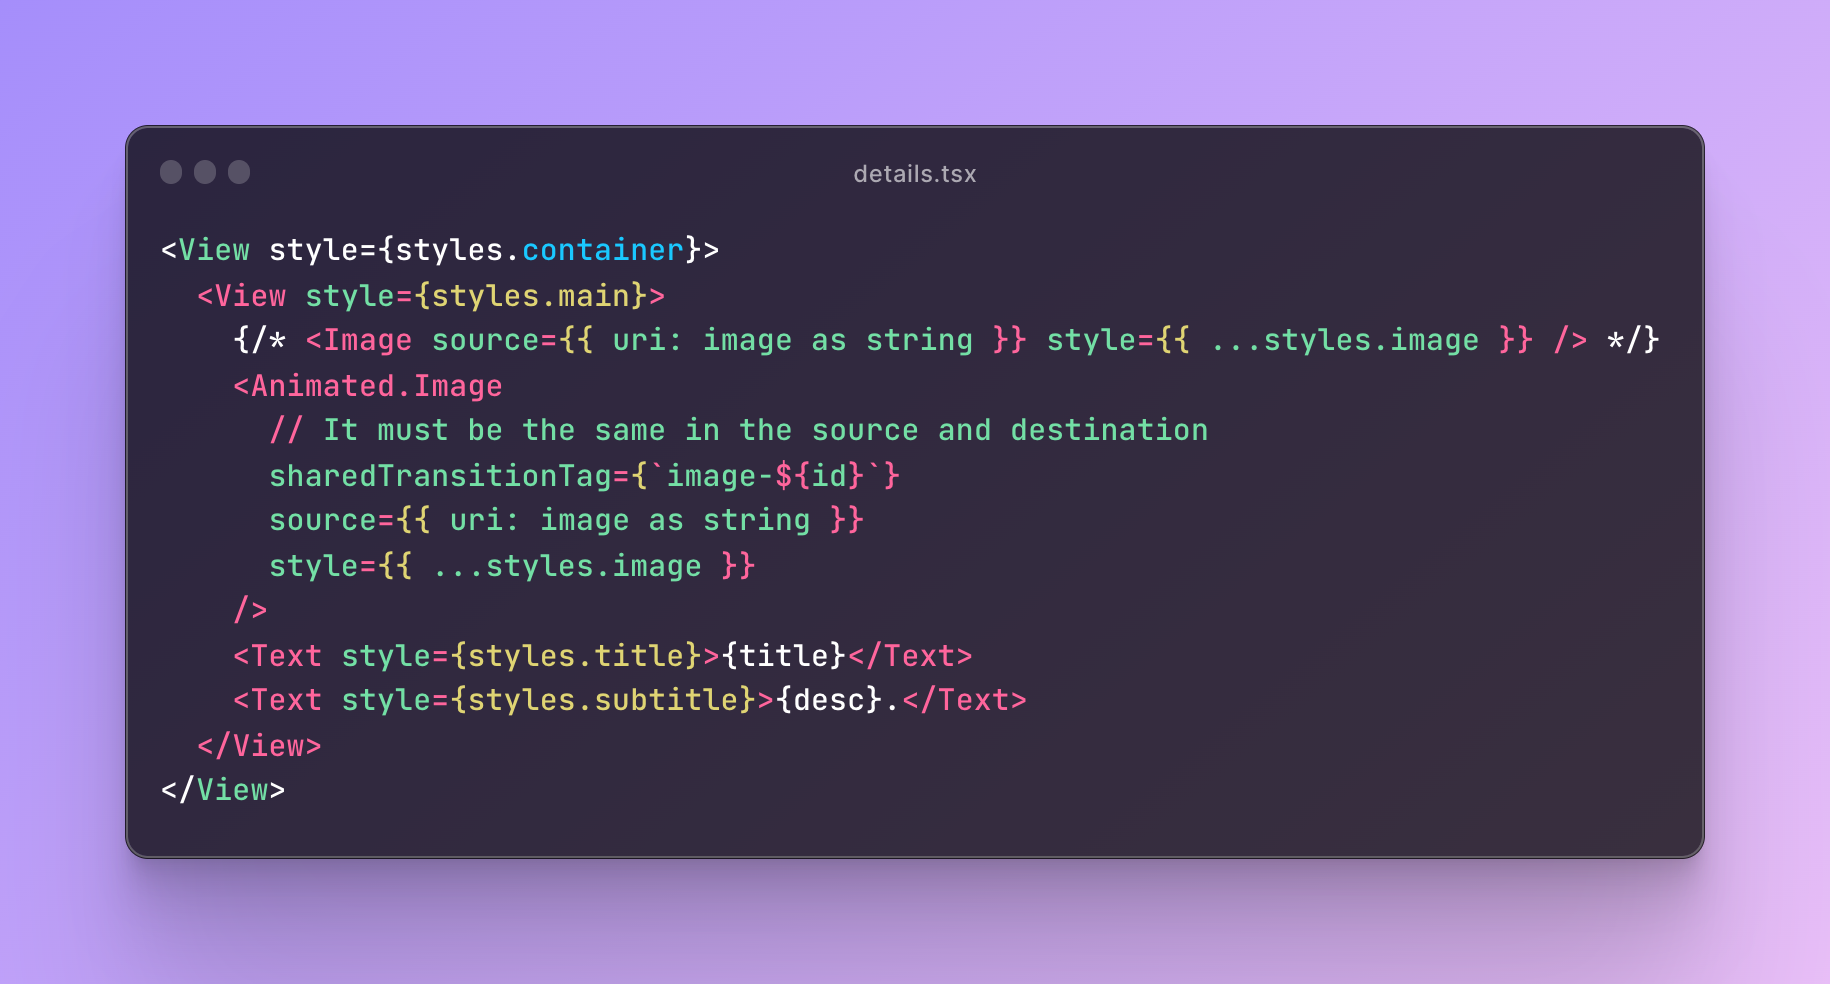 details.tsx
<View style={styles.container}>
  <View style={styles.main}>
    {/* <Image source={{ uri: image as string }} style={{ ...styles.image }} /> */}
    <Animated.Image
      // It must be the same in the source and destination
      sharedTransitionTag={`image-${id}`}
      source={{ uri: image as string }}
      style={{ ...styles.image }}
    />
    <Text style={styles.title}>{title}</Text>
    <Text style={styles.subtitle}>{desc}.</Text>
  </View>
</View>